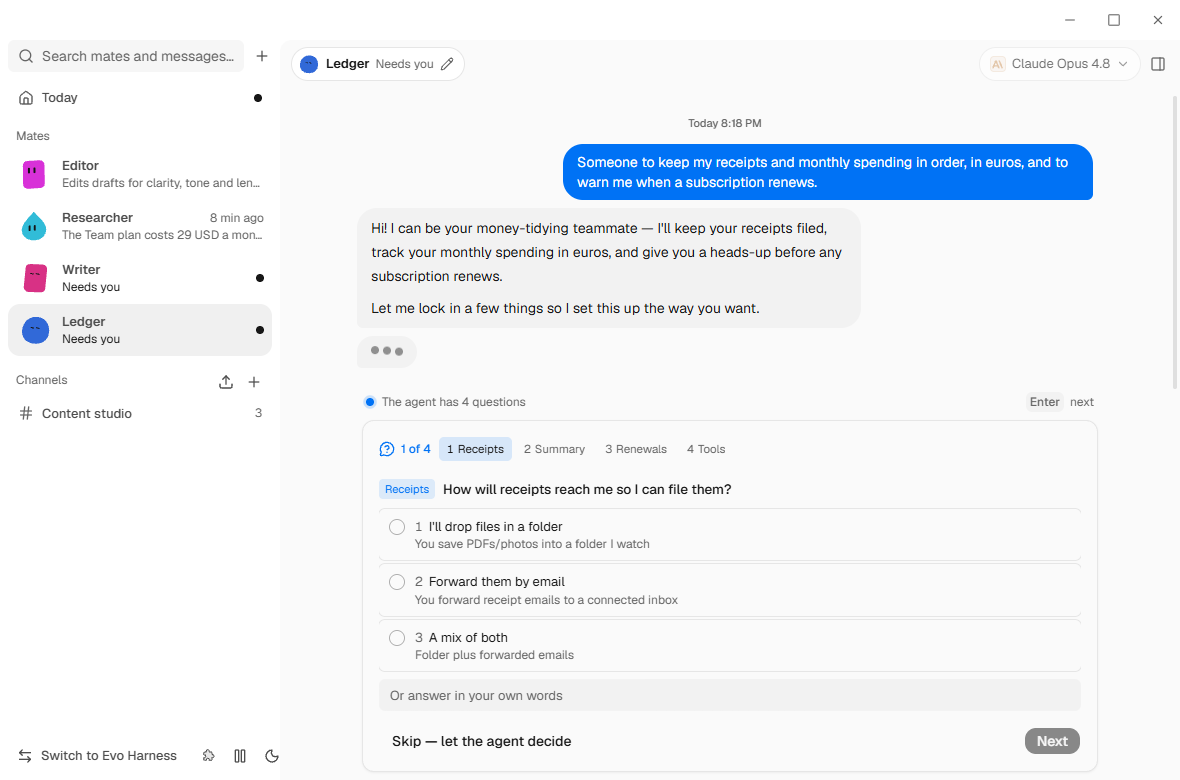 Search mates and messages...
Today
Mates
Editor
Edits drafts for clarity, tone and len...
Researcher 8 min ago
The Team plan costs 29 USD a mon...
Writer
Needs you
Ledger
Needs you
Channels
# Content studio 3
Switch to Evo Harness
Ledger Needs you
Claude Opus 4.8
Today 8:18 PM
Someone to keep my receipts and monthly spending in order, in euros, and to
warn me when a subscription renews.
Hi! I can be your money-tidying teammate — I'll keep your receipts filed,
track your monthly spending in euros, and give you a heads-up before any
subscription renews.
Let me lock in a few things so I set this up the way you want.
The agent has 4 questions
Enter next
1 of 4 1 Receipts 2 Summary 3 Renewals 4 Tools
Receipts How will receipts reach me so I can file them?
1 I'll drop files in a folder
You save PDFs/photos into a folder I watch
2 Forward them by email
You forward receipt emails to a connected inbox
3 A mix of both
Folder plus forwarded emails
Or answer in your own words
Skip — let the agent decide
Next